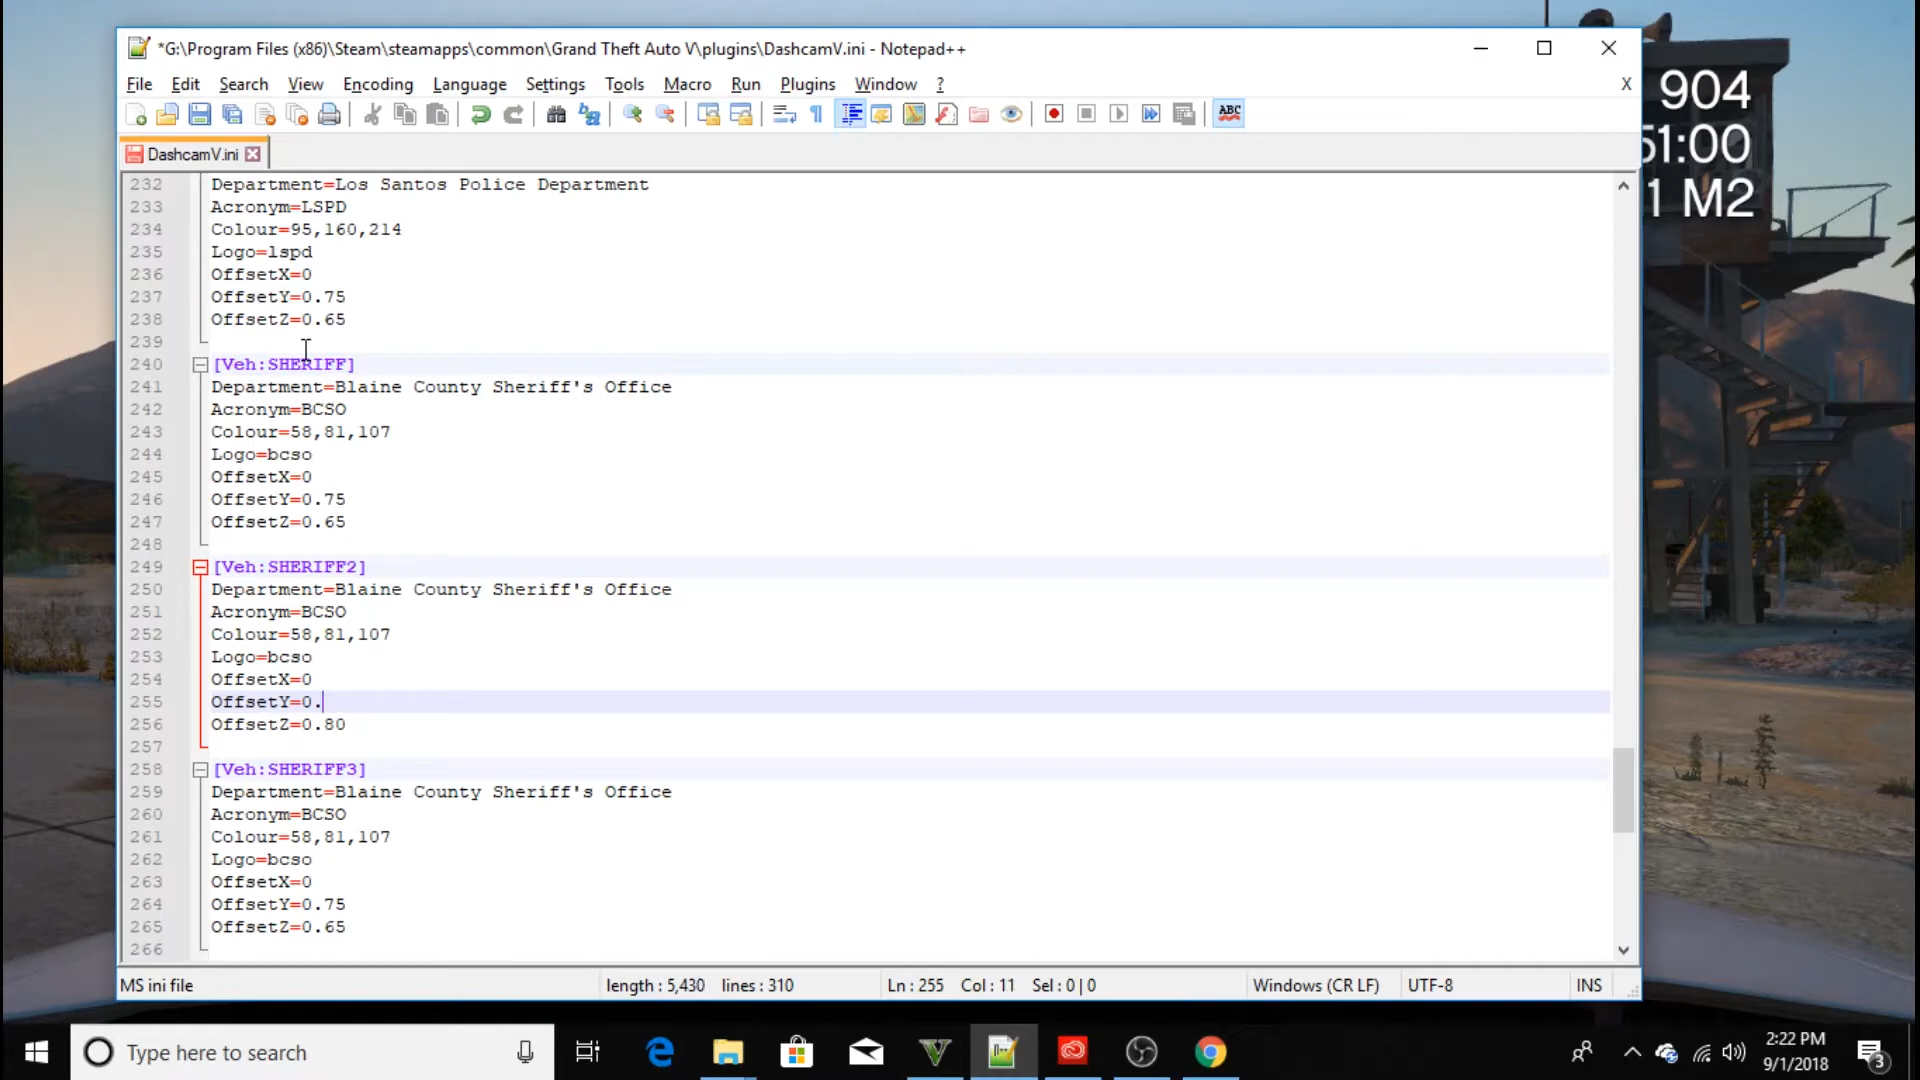 *G:\Program Files (x86)\Steam\steamapps\common\Grand Theft Auto V\plugins\DashcamV.ini - Notepad++
File Edit Search View Encoding Language Settings Tools Macro Run Plugins Window ? X
ABC
DashcamV.ini
904
51:00
1 M2
232 Department=Los Santos Police Department
233 Acronym=LSPD
234 Colour=95,160,214
235 Logo=lspd
236 OffsetX=0
237 OffsetY=0.75
238 OffsetZ=0.65
239
240 [Veh:SHERIFF]
241 Department=Blaine County Sheriff's Office
242 Acronym=BCSO
243 Colour=58,81,107
244 Logo=bcso
245 OffsetX=0
246 OffsetY=0.75
247 OffsetZ=0.65
248
249 [Veh:SHERIFF2]
250 Department=Blaine County Sheriff's Office
251 Acronym=BCSO
252 Colour=58,81,107
253 Logo=bcso
254 OffsetX=0
255 OffsetY=0.
256 OffsetZ=0.80
257
258 [Veh:SHERIFF3]
259 Department=Blaine County Sheriff's Office
260 Acronym=BCSO
261 Colour=58,81,107
262 Logo=bcso
263 OffsetX=0
264 OffsetY=0.75
265 OffsetZ=0.65
266
MS ini file length : 5,430 lines : 310 Ln : 255 Col : 11 Sel : 0 | 0 Windows (CR LF) UTF-8 INS
Type here to search
2:22 PM
9/1/2018
3